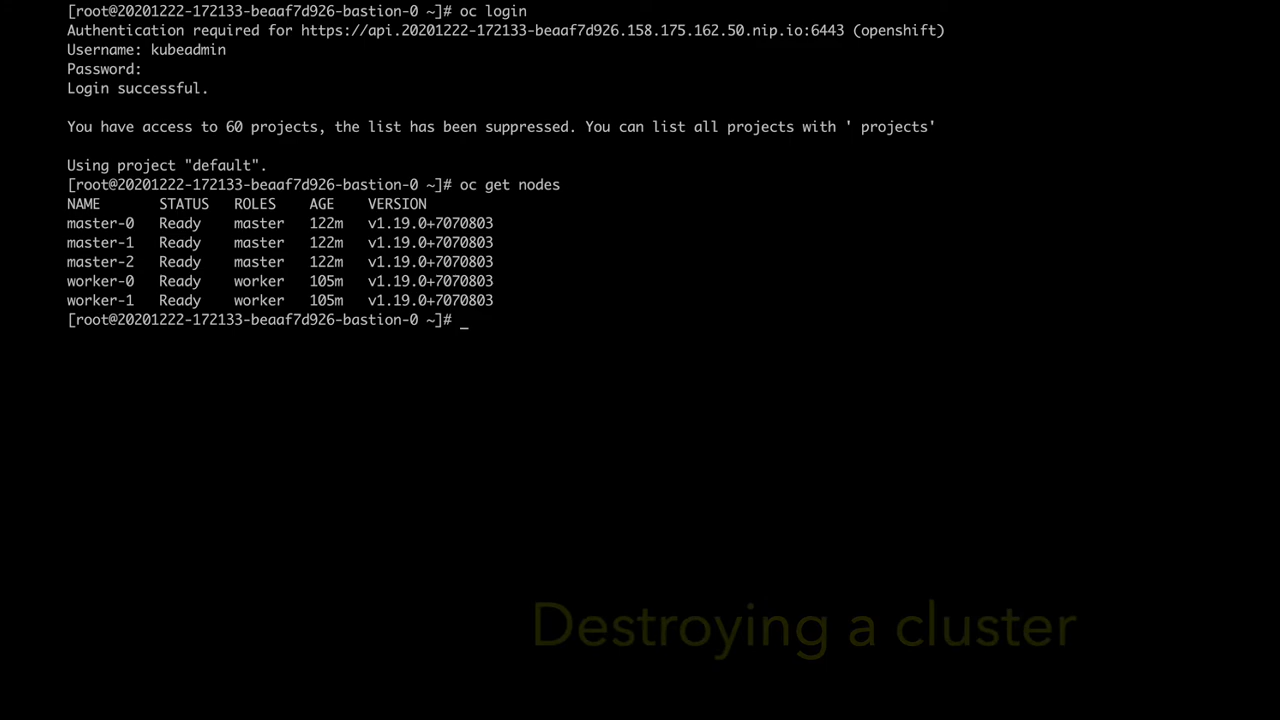 [root@20201222-172133-beaaf7d926-bastion-0 ~]# oc login
Authentication required for https://api.20201222-172133-beaaf7d926.158.175.162.50.nip.io:6443 (openshift)
Username: kubeadmin
Password:
Login successful.
You have access to 60 projects, the list has been suppressed. You can list all projects with ' projects'
Using project "default".
[root@20201222-172133-beaaf7d926-bastion-0 ~]# oc get nodes
NAME STATUS ROLES AGE VERSION
master-0 Ready master 122m v1.19.0+7070803
master-1 Ready master 122m v1.19.0+7070803
master-2 Ready master 122m v1.19.0+7070803
worker-0 Ready worker 105m v1.19.0+7070803
worker-1 Ready worker 105m v1.19.0+7070803
[root@20201222-172133-beaaf7d926-bastion-0 ~]# _
Destroying a cluster